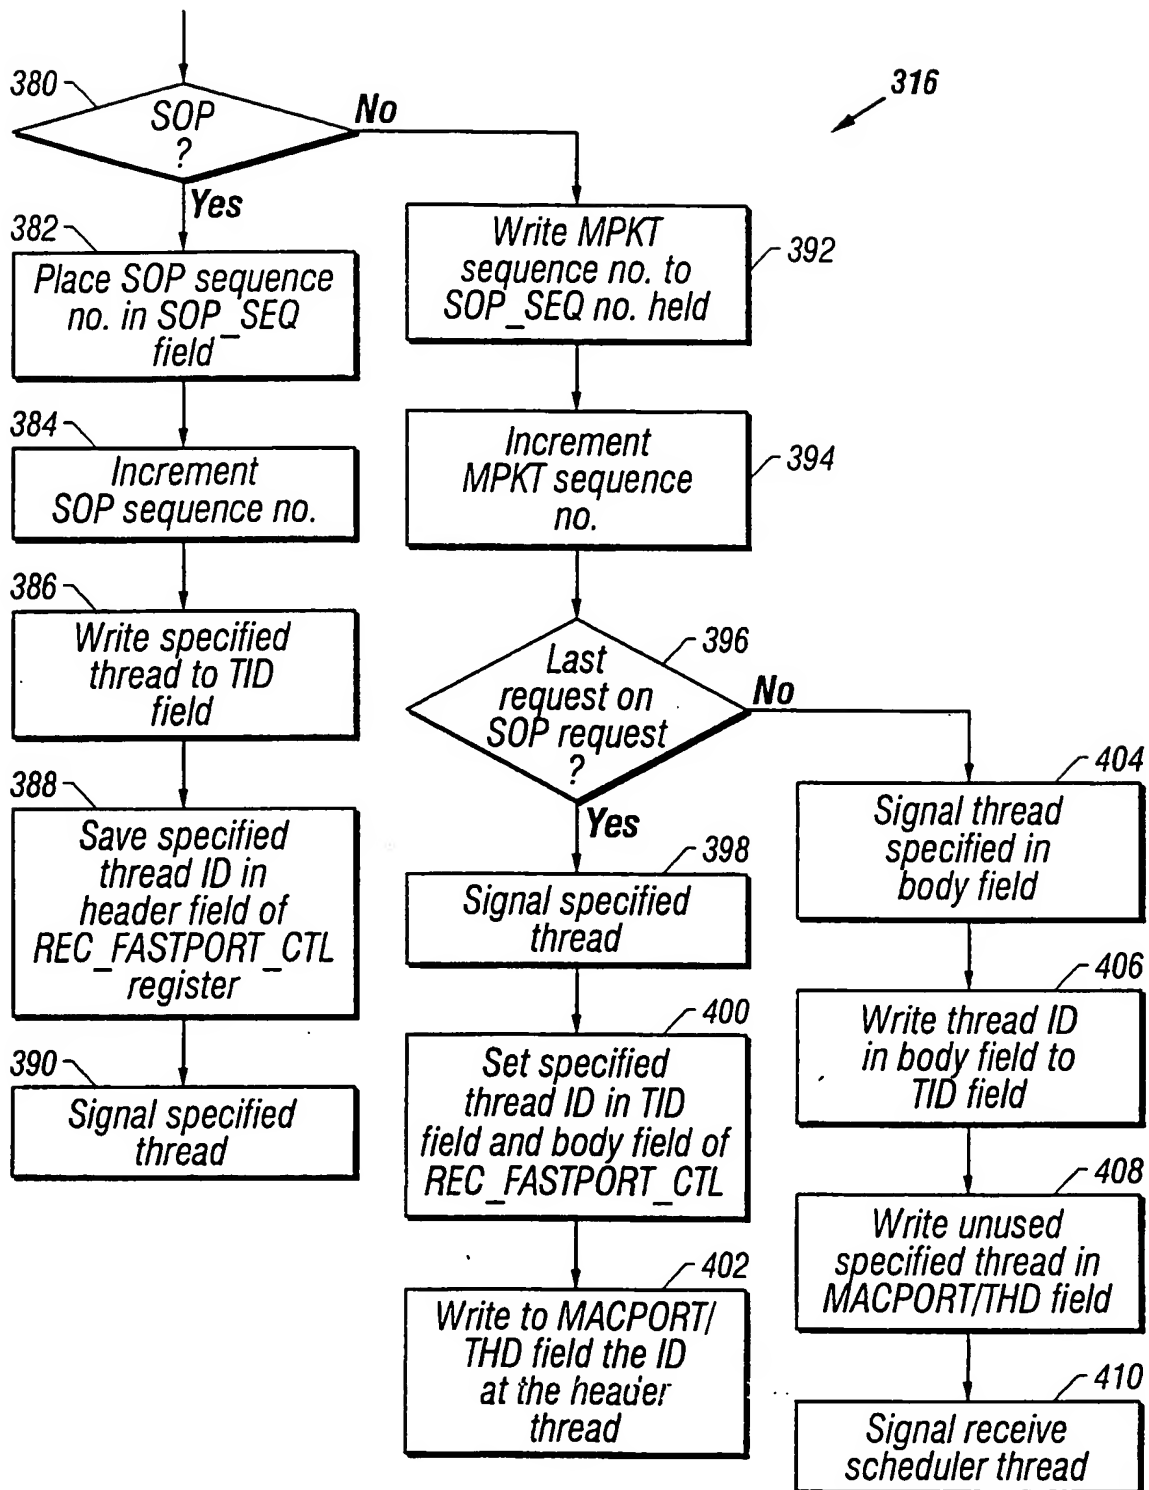 316
380
SOP
?
No
Yes
382
Place SOP sequence
no. in SOP_SEQ
field
384
Increment
SOP sequence no.
386
Write specified
thread to TID
field
388
Save specified
thread ID in
header field of
REC_FASTPORT_CTL
register
390
Signal specified
thread
392
Write MPKT
sequence no. to
SOP_SEQ no. held
394
Increment
MPKT sequence
no.
396
Last
request on
SOP request
?
No
Yes
398
Signal specified
thread
400
Set specified
thread ID in TID
field and body field of
REC_FASTPORT_CTL
402
Write to MACPORT/
THD field the ID
at the header
thread
404
Signal thread
specified in
body field
406
Write thread ID
in body field to
TID field
408
Write unused
specified thread in
MACPORT/THD field
410
Signal receive
scheduler thread